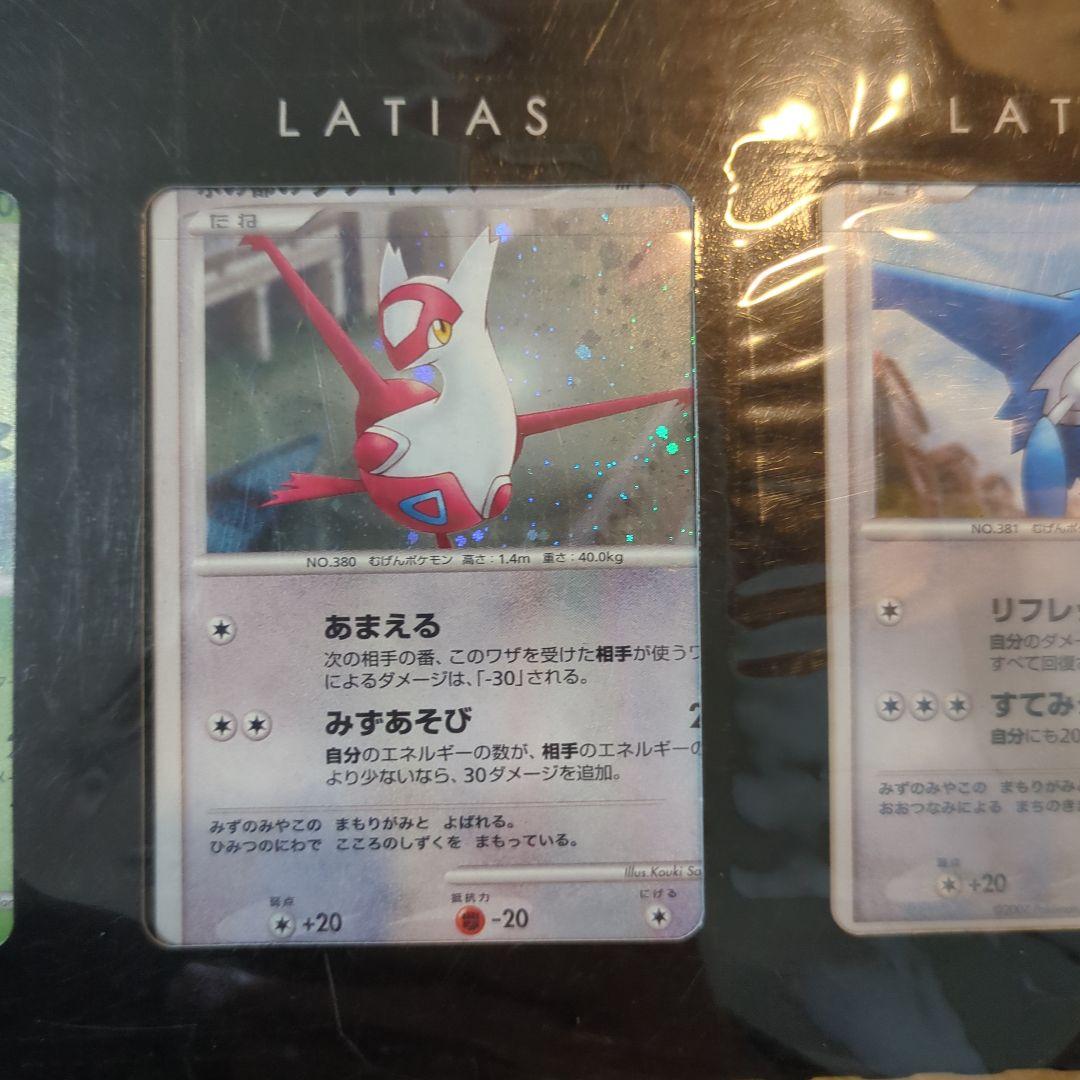 LATIAS
LAT
たね
NO.380 むげんポケモン 高さ:1.4m 重さ:40.0kg
あまえる
次の相手の番、このワザを受けた相手が使うワ
によるダメージは、「-30」される。
みずあそび 2
自分のエネルギーの数が、相手のエネルギーの
より少ないなら、30ダメージを追加。
みずのみやこの まもりがみと よばれる。
ひみつのにわで こころのしずくを まもっている。
Illus.Kouki Sa
弱点 抵抗力 にげる
+20 -20
たね
NO.381 むげんポケ
リフレッ
自分のダメー
すべて回復
すてみ
自分にも20
みずのみやこの まもりがみ
おおつなみによる まちのき
弱点
+20